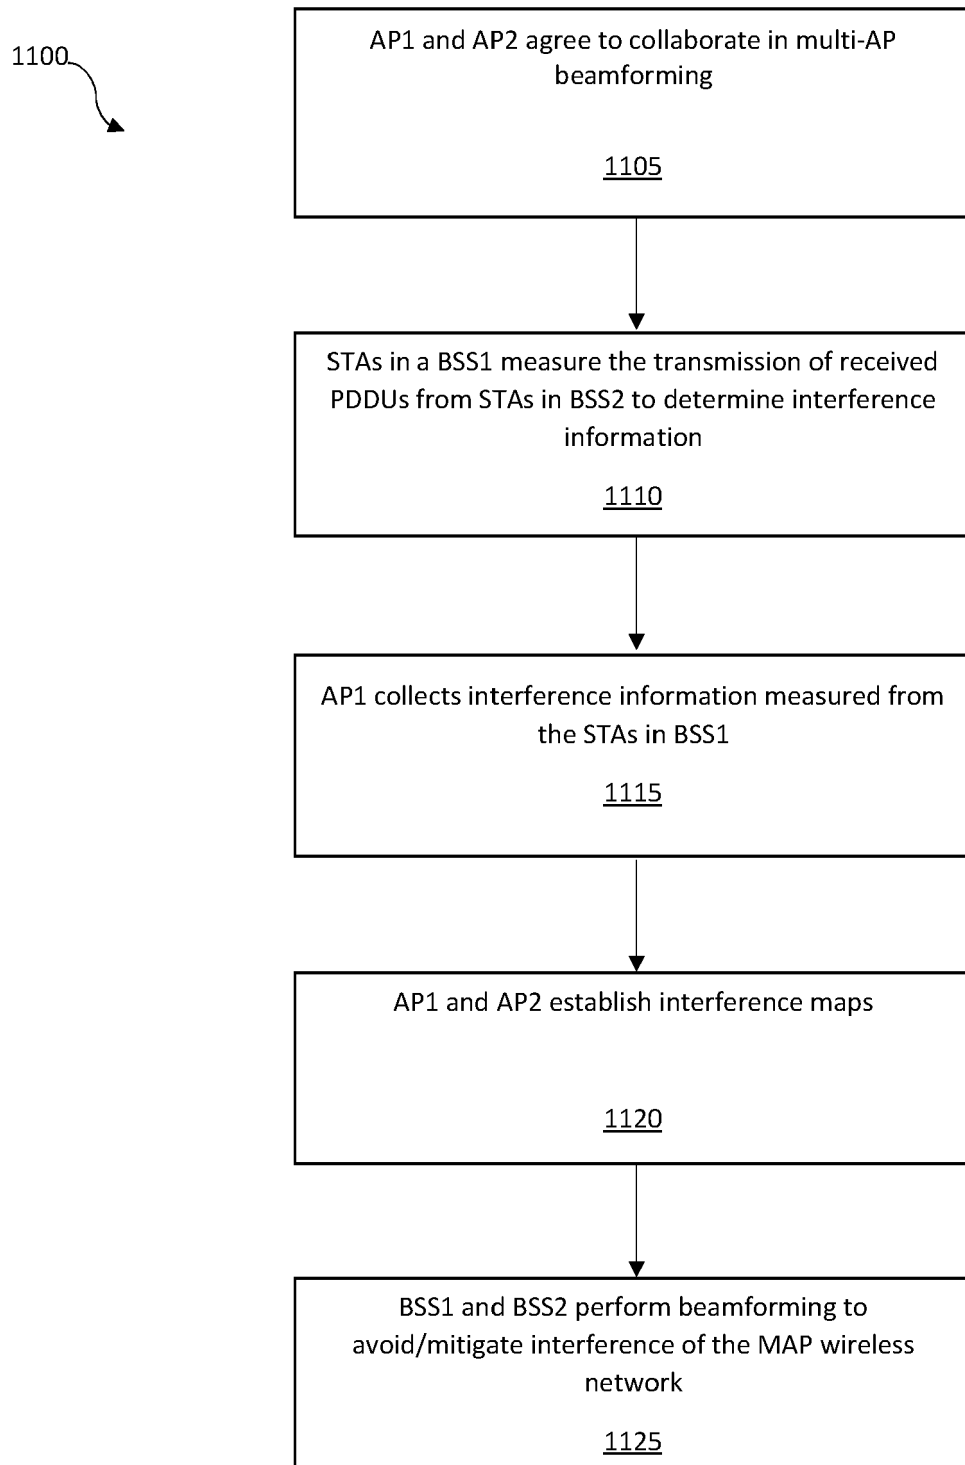 1100
AP1 and AP2 agree to collaborate in multi-AP
beamforming
1105
STAs in a BSS1 measure the transmission of received
PDDUs from STAs in BSS2 to determine interference
information
1110
AP1 collects interference information measured from
the STAs in BSS1
1115
AP1 and AP2 establish interference maps
1120
BSS1 and BSS2 perform beamforming to
avoid/mitigate interference of the MAP wireless
network
1125